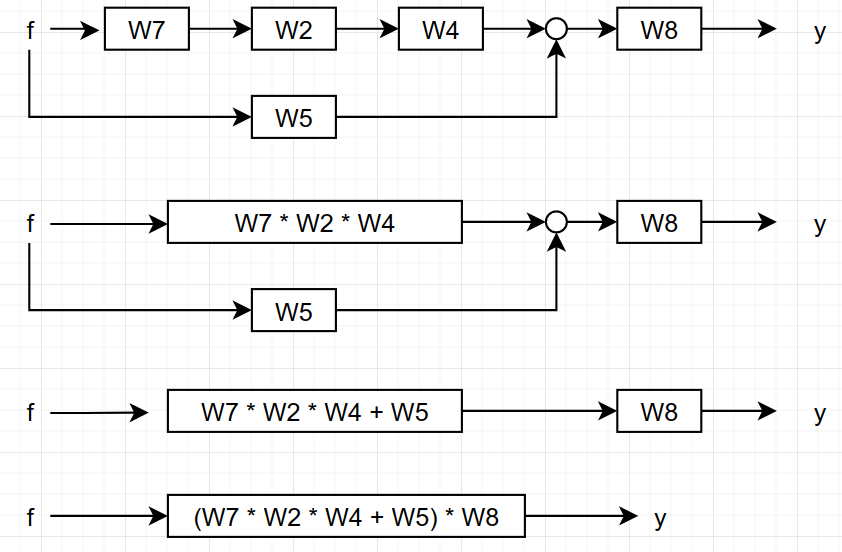 f W7 W2 W4 W8 y
W5
f W7 * W2 * W4 W8 y
W5
f W7 * W2 * W4 + W5 W8 y
f (W7 * W2 * W4 + W5) * W8 y